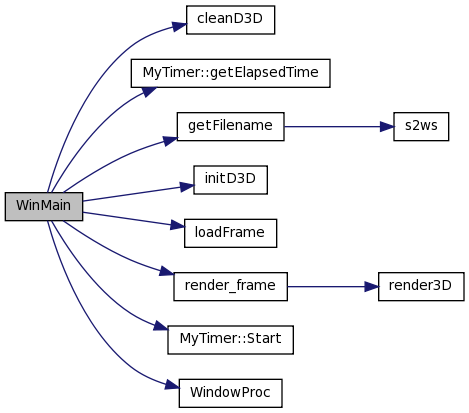 cleanD3D
MyTimer::getElapsedTime
getFilename
s2ws
initD3D
WinMain
loadFrame
render_frame
render3D
MyTimer::Start
WindowProc